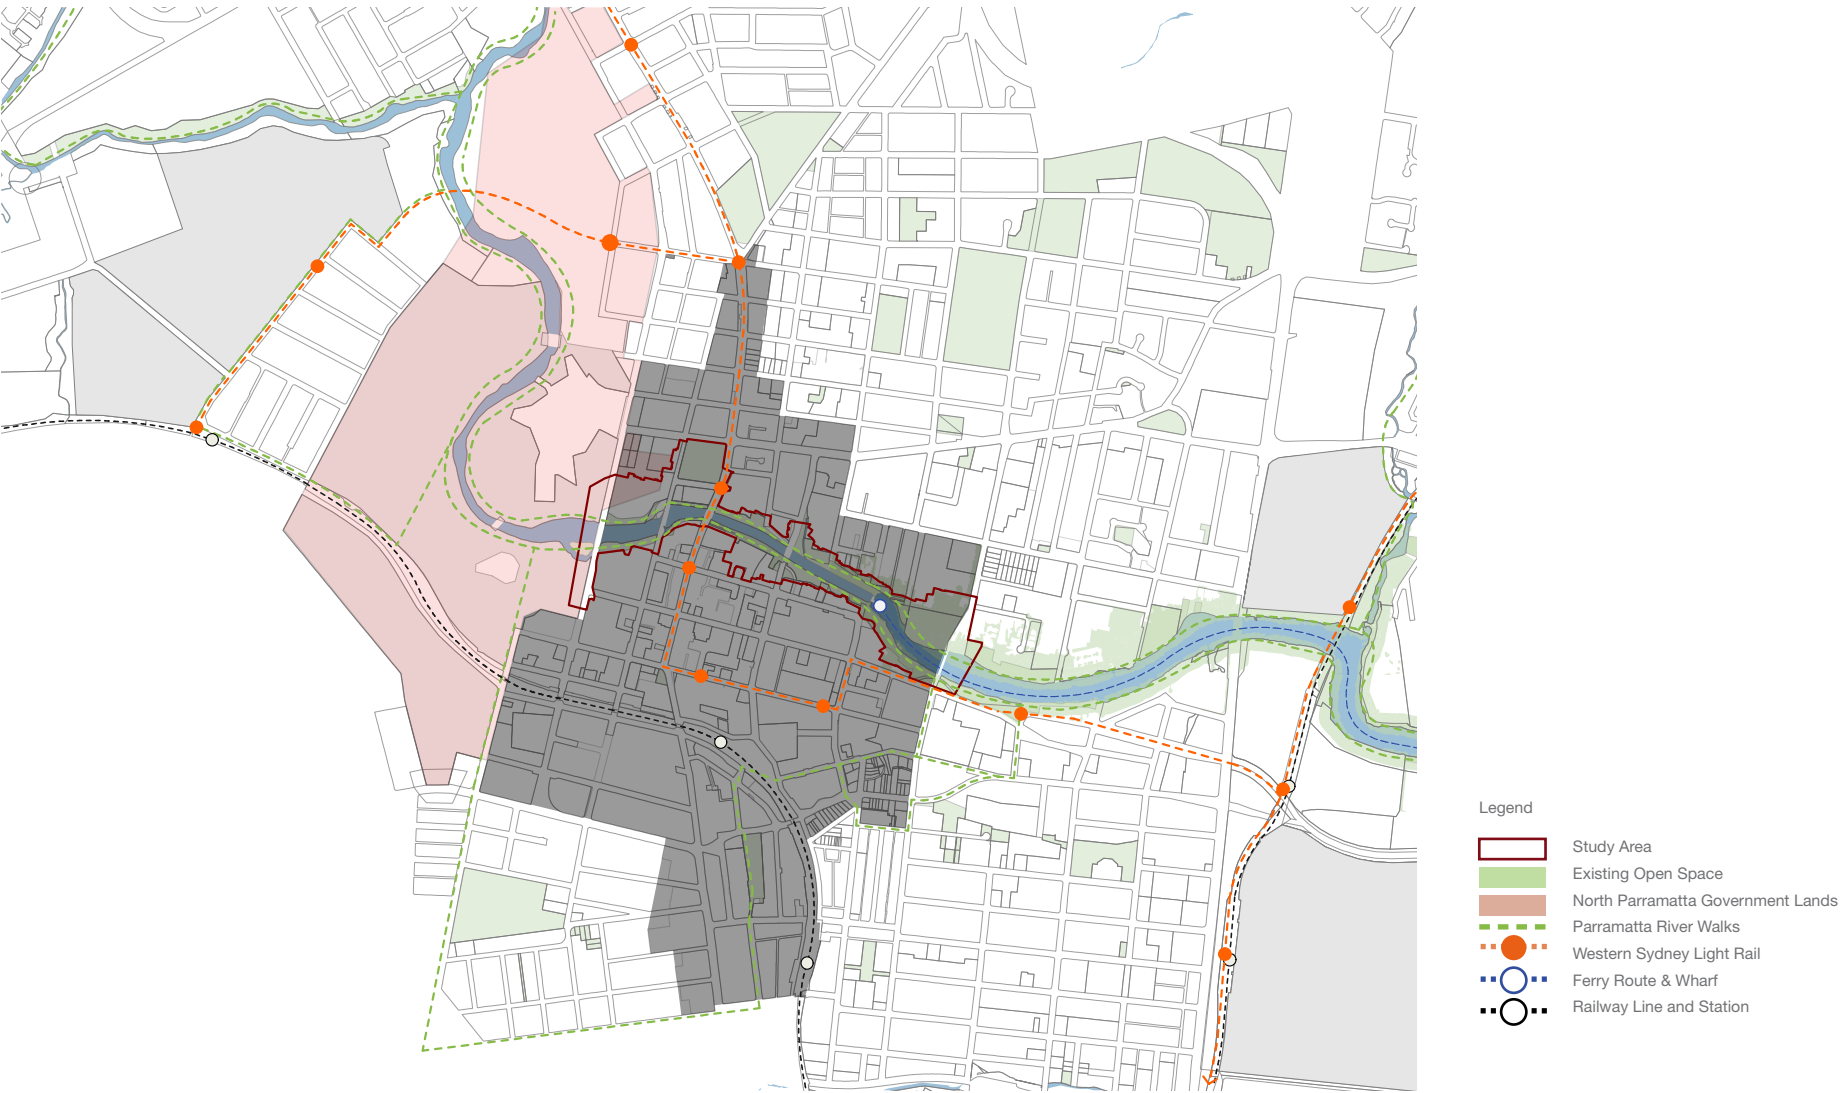 Legend
Study Area
Existing Open Space
North Parramatta Government Lands
Parramatta River Walks
Western Sydney Light Rail
Ferry Route & Wharf
Railway Line and Station